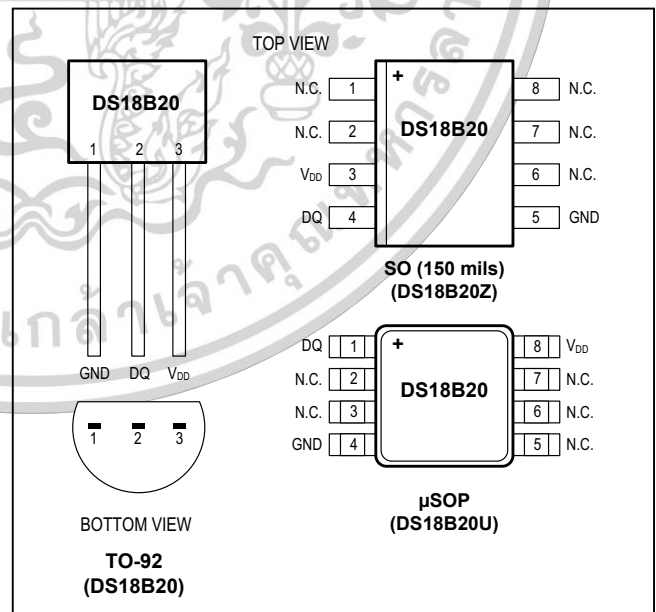 TOP VIEW
DS18B20
1 2 3
GND DQ VDD
1 2 3
BOTTOM VIEW
TO-92
(DS18B20)
+
DS18B20
N.C. 1 8 N.C.
N.C. 2 7 N.C.
VDD 3 6 N.C.
DQ 4 5 GND
SO (150 mils)
(DS18B20Z)
+
DS18B20
DQ 1 8 VDD
N.C. 2 7 N.C.
N.C. 3 6 N.C.
GND 4 5 N.C.
µSOP
(DS18B20U)